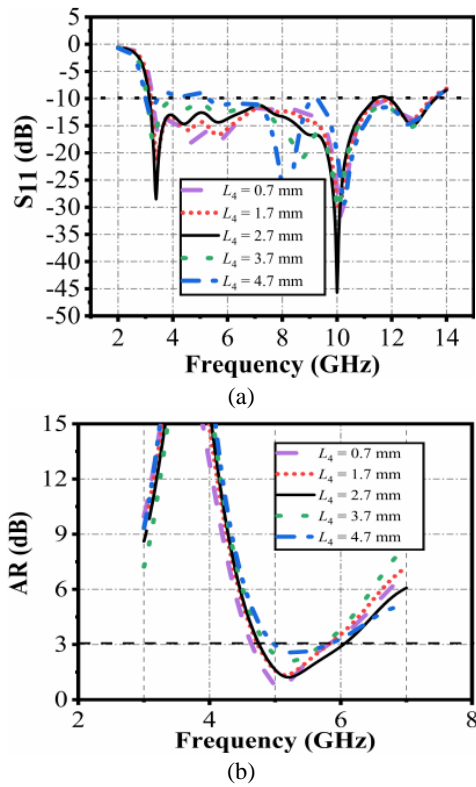 5
0
-5
-10
-15
-20
-25
-30
-35
-40
-45
-50
S11 (dB)
L4 = 0.7 mm
L4 = 1.7 mm
L4 = 2.7 mm
L4 = 3.7 mm
L4 = 4.7 mm
2 4 6 8 10 12 14
Frequency (GHz)
(a)
15
12
9
6
3
0
AR (dB)
L4 = 0.7 mm
L4 = 1.7 mm
L4 = 2.7 mm
L4 = 3.7 mm
L4 = 4.7 mm
2 4 6 8
Frequency (GHz)
(b)